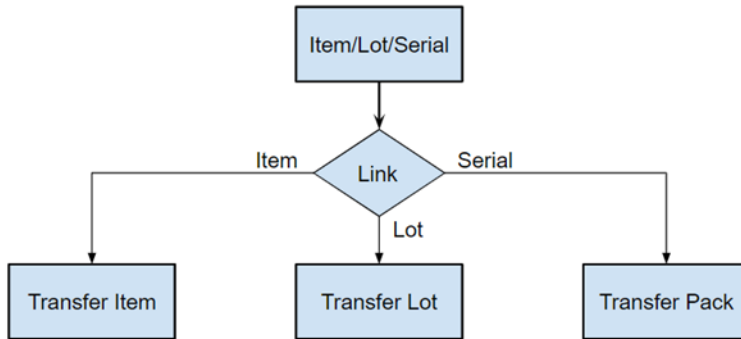 Item/Lot/Serial
Item
Link
Serial
Lot
Transfer Item
Transfer Lot
Transfer Pack